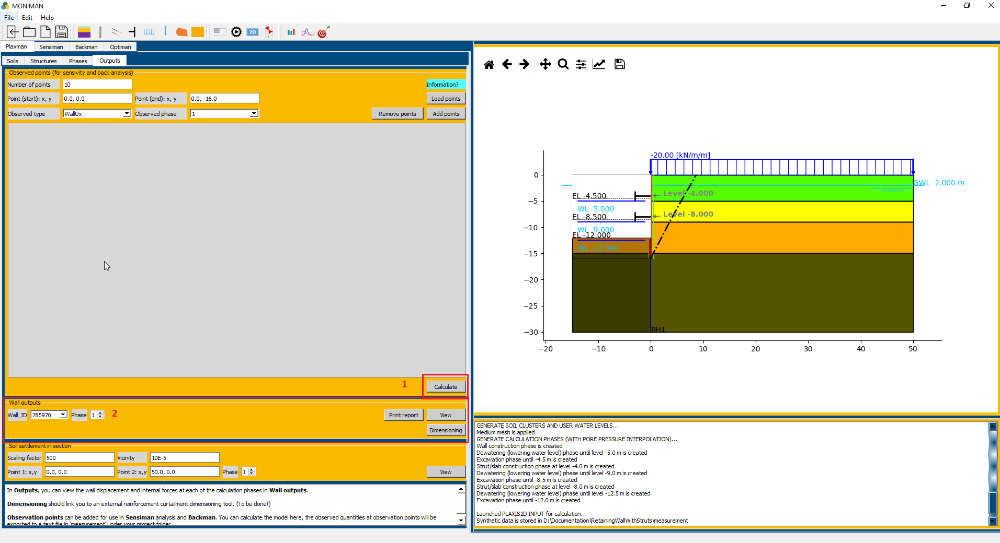 MONIMAN
File Edit Help
2D
Plaxman Sensiman Backman Optiman
Soils Structures Phases Outputs
Observed points (for sensivity and back-analysis)
Number of points 10 Information?
Point (start): x, y 0.0, 0.0 Point (end): x, y 0.0, -16.0 Load points
Observed type WallUx Observed phase 1 Remove points Add points
1 Calculate
Wall outputs
Wall_ID 785970 Phase 1 2 Print report View
Dimensioning
Soil settlement in section
Scaling factor 500 Vicinity 10E-5
Point 1: x,y 0.0, 0.0 Point 2: x,y 50.0, 0.0 Phase 1 View
In Outputs, you can view the wall displacement and internal forces at each of the calculation phases in Wall outputs.
Dimensioning should link you to an external reinforcement curtailment dimensioning tool. (To be done!)
Observation points can be added for use in Sensiman analysis and Backman. You can calculate the model here, the observed quantities at observation points will be
exported to a text file in 'measurement' under your project folder.
-20.00 [kN/m/m]
GWL -2.000 m
EL -4.500
Level -4.000
WL -5.000
EL -8.500
Level -8.000
WL -9.000
EL -12.000
WL -12.500
BH1
0
−5
−10
−15
−20
−25
−30
−20 −10 0 10 20 30 40 50
GENERATE SOIL CLUSTERS AND USER WATER LEVELS...
Medium mesh is applied
GENERATE CALCULATION PHASES (WITH PORE PRESSURE INTERPOLATION)...
Wall construction phase is created
Dewatering (lowering water level) phase until level -5.0 m is created
Excavation phase until -4.5 m is created
Strut/slab construction phase at level -4.0 m is created
Dewatering (lowering water level) phase until level -9.0 m is created
Excavation phase until -8.5 m is created
Strut/slab construction phase at level -8.0 m is created
Dewatering (lowering water level) phase until level -12.5 m is created
Excavation phase until -12.0 m is created
Launched PLAXIS2D INPUT for calculation...
Synthetic data is stored in D:\Documentation\RetainingWallWithStruts\measurement